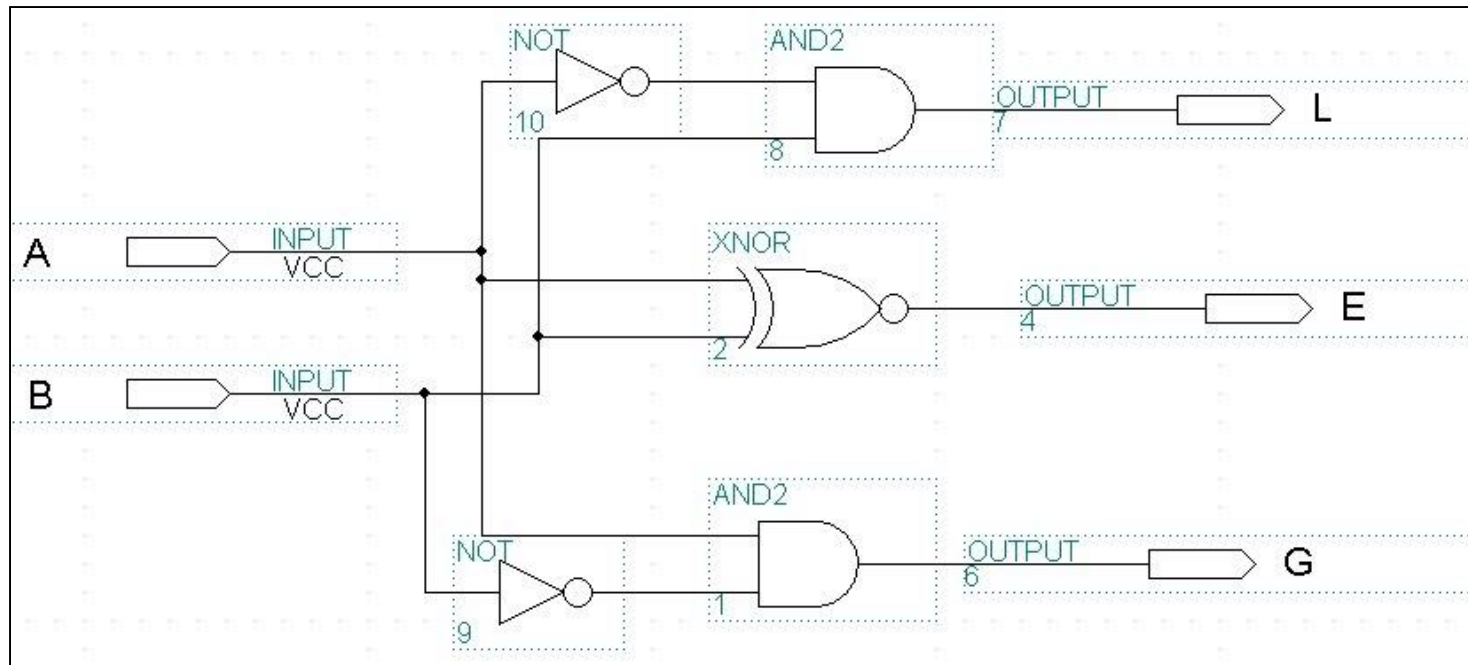 NOT
AND2
OUTPUT
L
10
7
8
A
INPUT
VCC
XNOR
OUTPUT
E
4
2
B
INPUT
VCC
AND2
NOT
OUTPUT
G
6
1
9